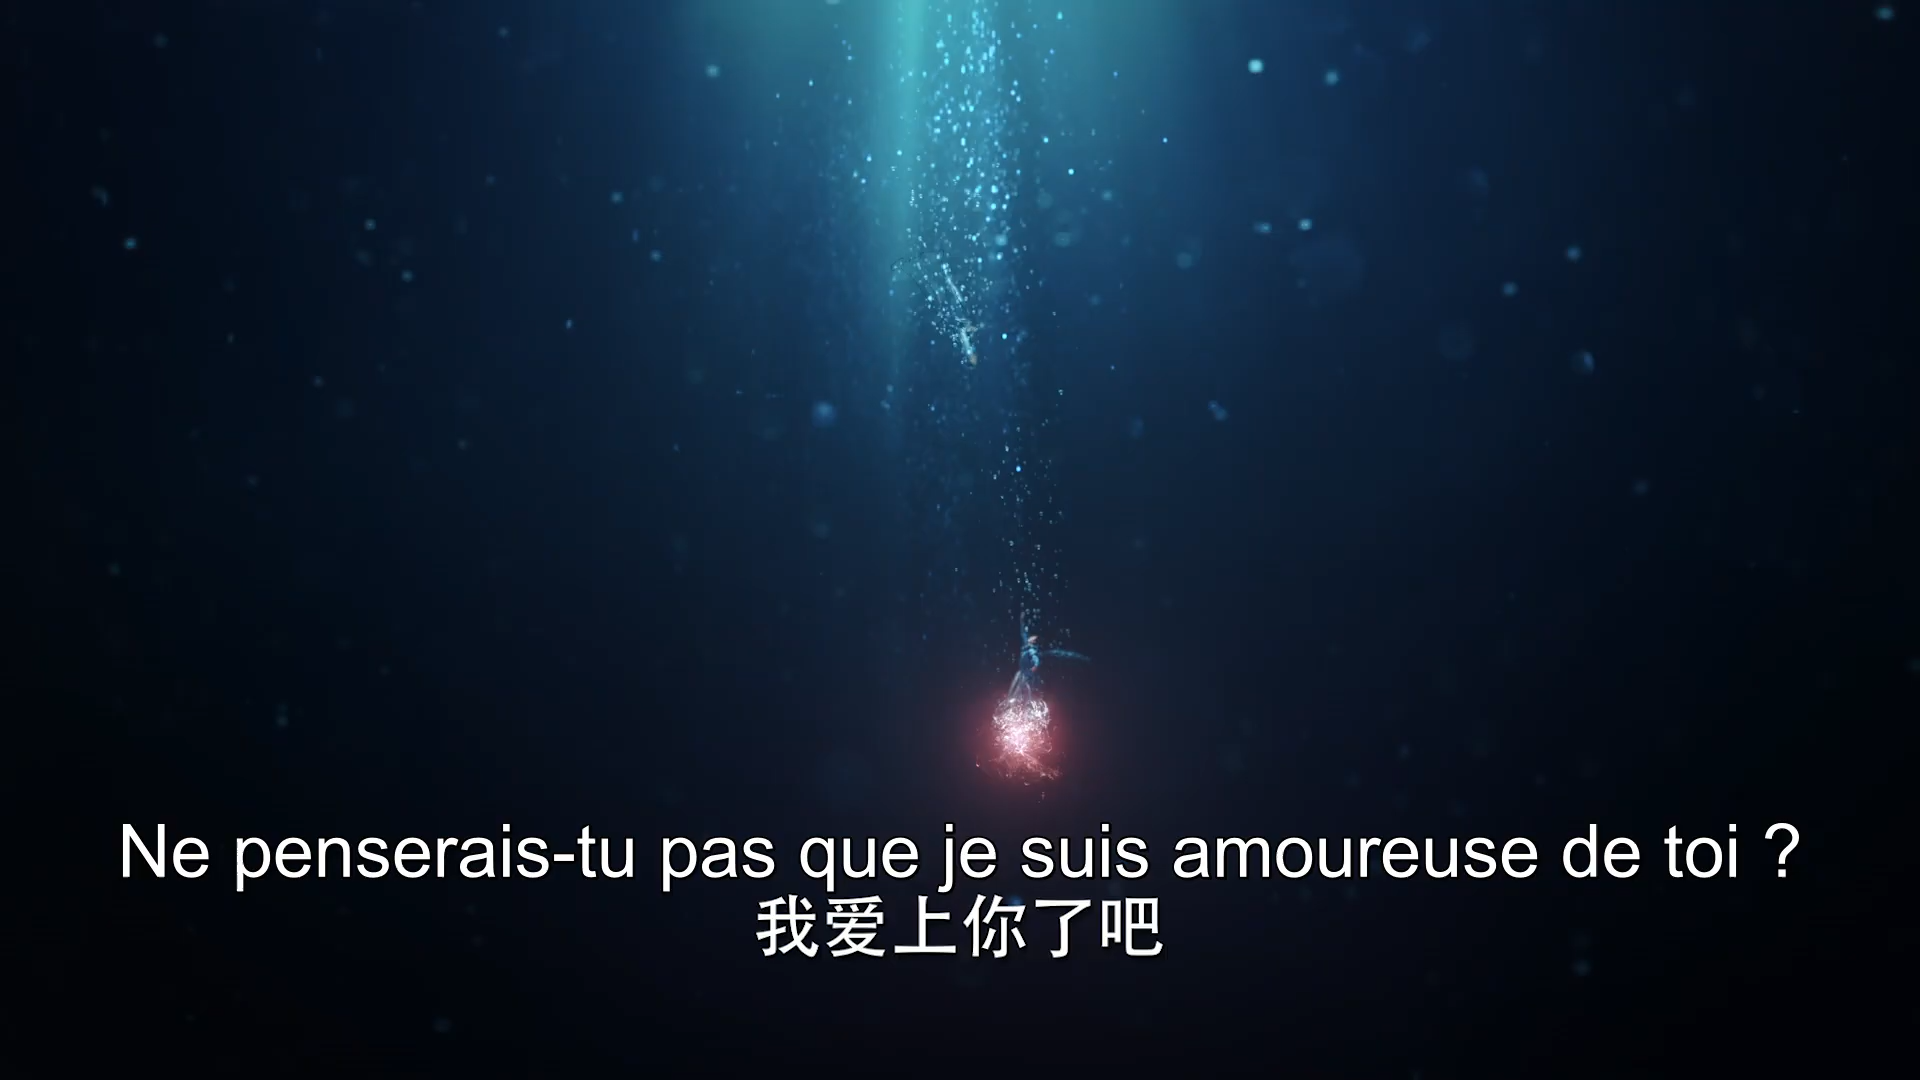 Ne penserais-tu pas que je suis amoureuse de toi ?
我爱上你了吧